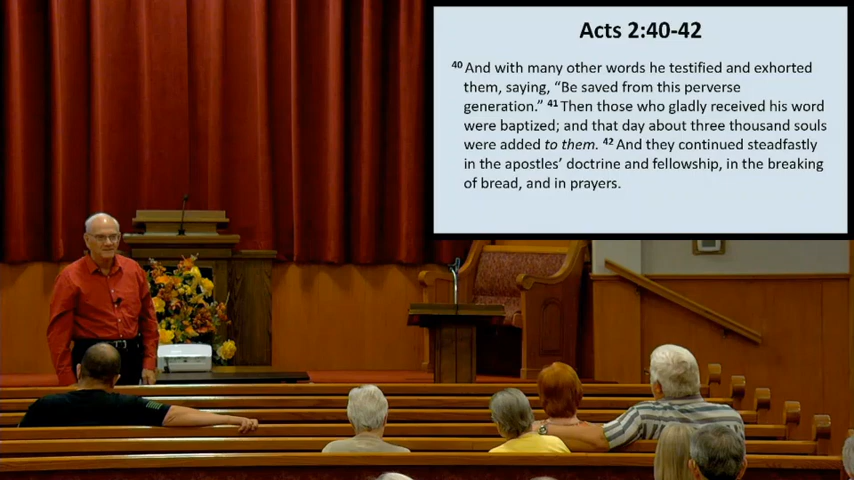 Acts 2:40-42
40 And with many other words he testified and exhorted
them, saying, “Be saved from this perverse
generation.” 41 Then those who gladly received his word
were baptized; and that day about three thousand souls
were added to them. 42 And they continued steadfastly
in the apostles’ doctrine and fellowship, in the breaking
of bread, and in prayers.